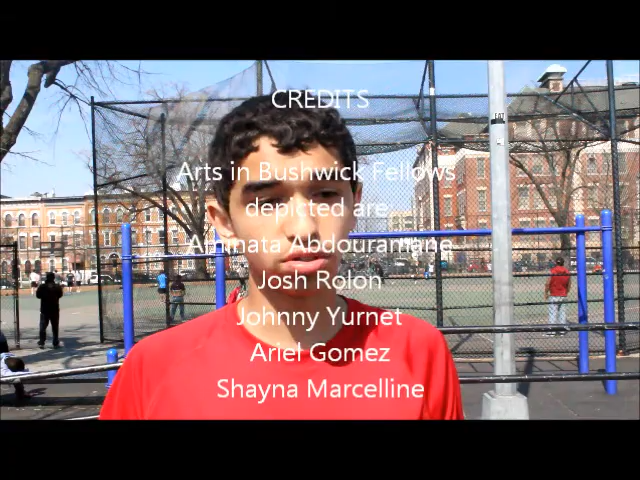 CREDITS
Arts in Bushwick Fellows
depicted are
Aminata Abdouramane
Josh Rolon
Johnny Yurnet
Ariel Gomez
Shayna Marcelline